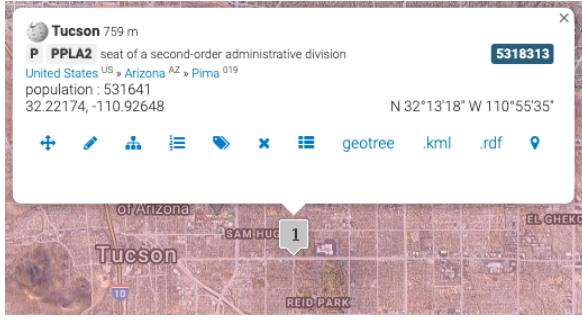 Tucson 759 m
P PPLA2 seat of a second-order administrative division 5318313
United States US » Arizona AZ » Pima 019
population : 531641
32.22174, -110.92648 N 32°13'18" W 110°55'35"
geotree .kml .rdf
of Arizona
SAM HUG
1
EL GHEKO
Tucson
10
REID PARK